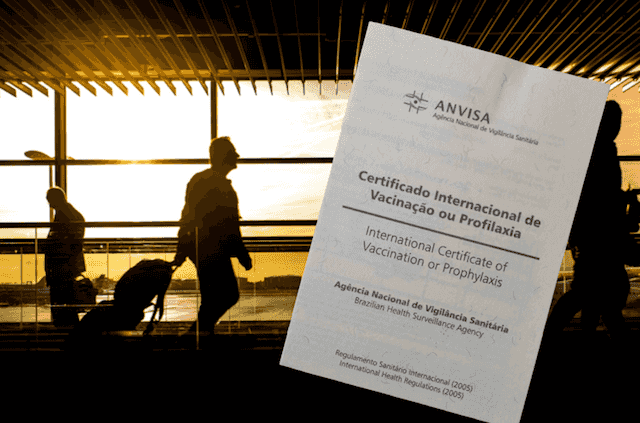 ANVISA
Agência Nacional de Vigilância Sanitária
Certificado Internacional de
Vacinação ou Profilaxia
International Certificate of
Vaccination or Prophylaxis
Agência Nacional de Vigilância Sanitária
Brazilian Health Surveillance Agency
Regulamento Sanitário Internacional (2005)
International Health Regulations (2005)